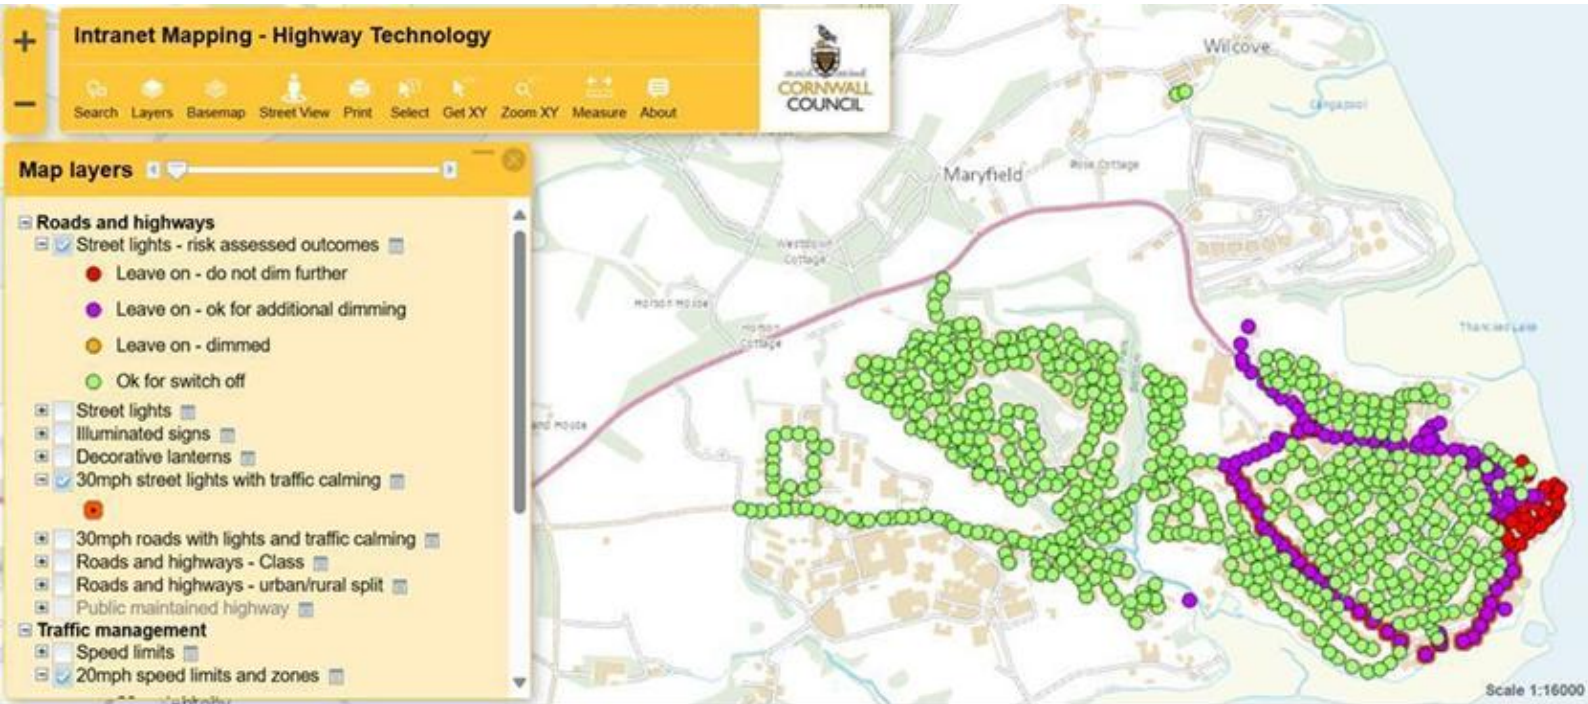 Intranet Mapping - Highway Technology
Search Layers Basemap Street View Print Select Get XY Zoom XY Measure About
CORNWALL
COUNCIL
Map layers
Roads and highways
Street lights - risk assessed outcomes
Leave on - do not dim further
Leave on - ok for additional dimming
Leave on - dimmed
Ok for switch off
Street lights
Illuminated signs
Decorative lanterns
30mph street lights with traffic calming
30mph roads with lights and traffic calming
Roads and highways - Class
Roads and highways - urban/rural split
Public maintained highway
Traffic management
Speed limits
20mph speed limits and zones
Wilcove
Maryfield
Rose Cottage
Cottage
Cottage
Scale 1:16000